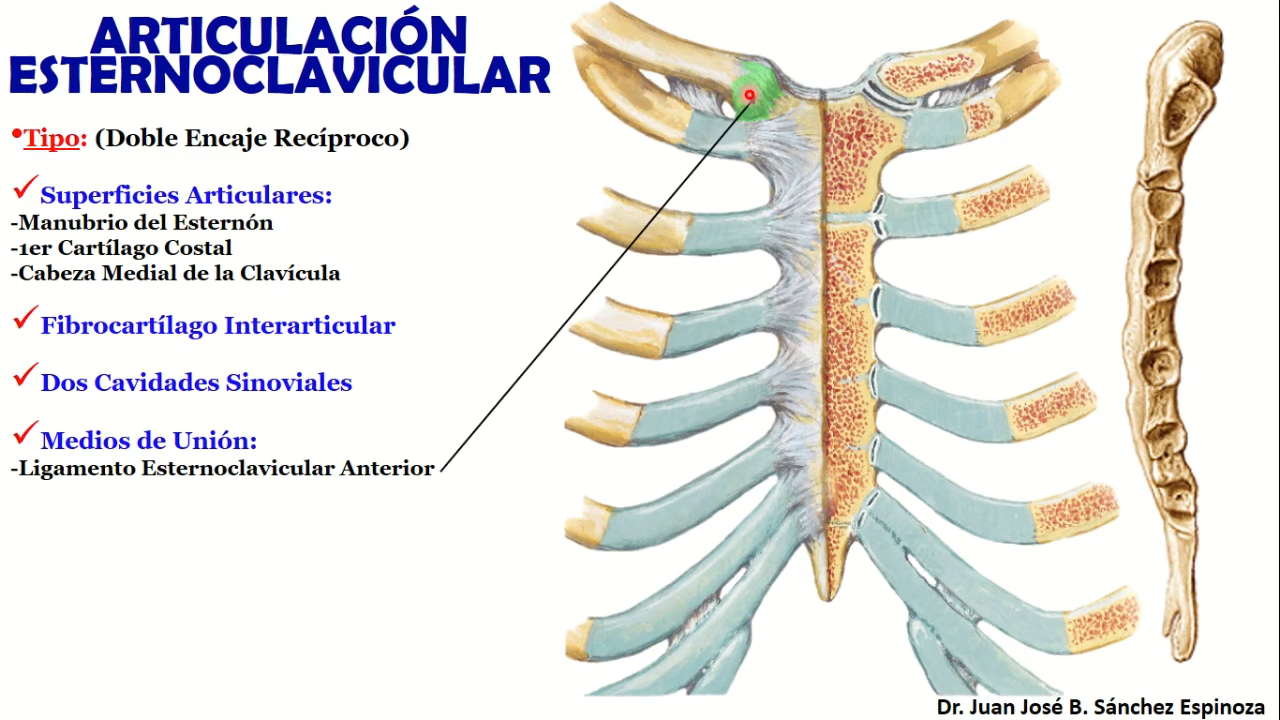 ARTICULACIÓN
ESTERNOCLAVICULAR
•Tipo: (Doble Encaje Recíproco)
✓Superficies Articulares:
-Manubrio del Esternón
-1er Cartílago Costal
-Cabeza Medial de la Clavícula
✓Fibrocartílago Interarticular
✓Dos Cavidades Sinoviales
✓Medios de Unión:
-Ligamento Esternoclavicular Anterior
Dr. Juan José B. Sánchez Espinoza